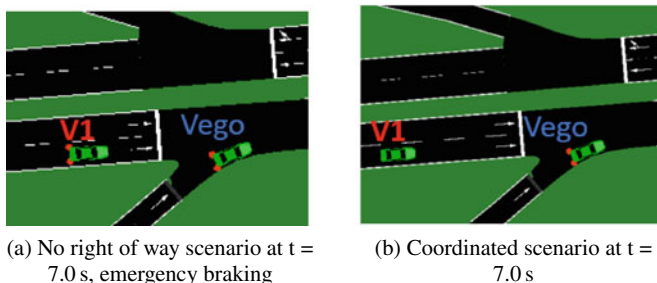 V1
Vego
V1
Vego
(a) No right of way scenario at t =
7.0 s, emergency braking
(b) Coordinated scenario at t =
7.0 s